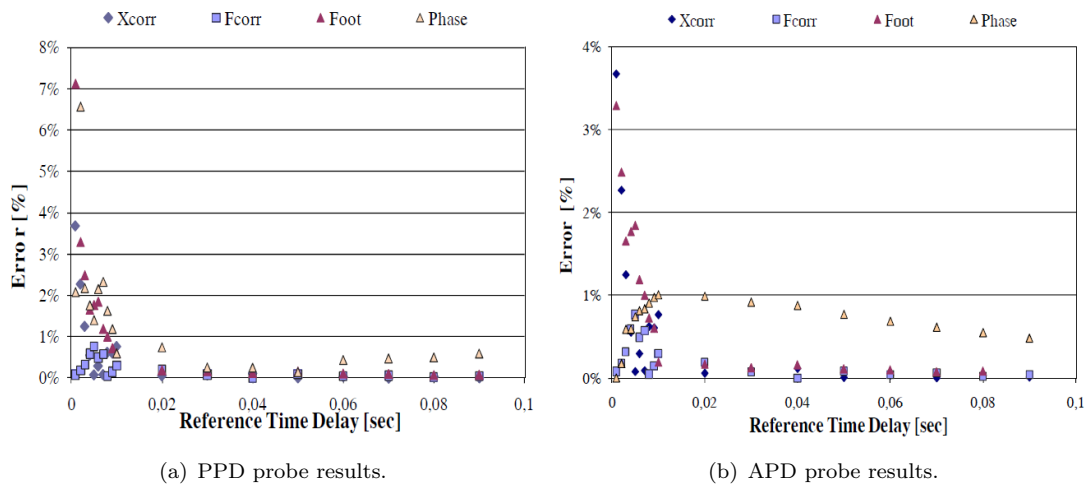 Xcorr Fcorr Foot Phase
8%
7%
6%
5%
4%
3%
2%
1%
0%
Error [%]
0 0,02 0,04 0,06 0,08 0,1
Reference Time Delay [sec]
(a) PPD probe results.
Xcorr Fcorr Foot Phase
4%
3%
2%
1%
0%
Error [%]
0 0,02 0,04 0,06 0,08 0,1
Reference Time Delay [sec]
(b) APD probe results.